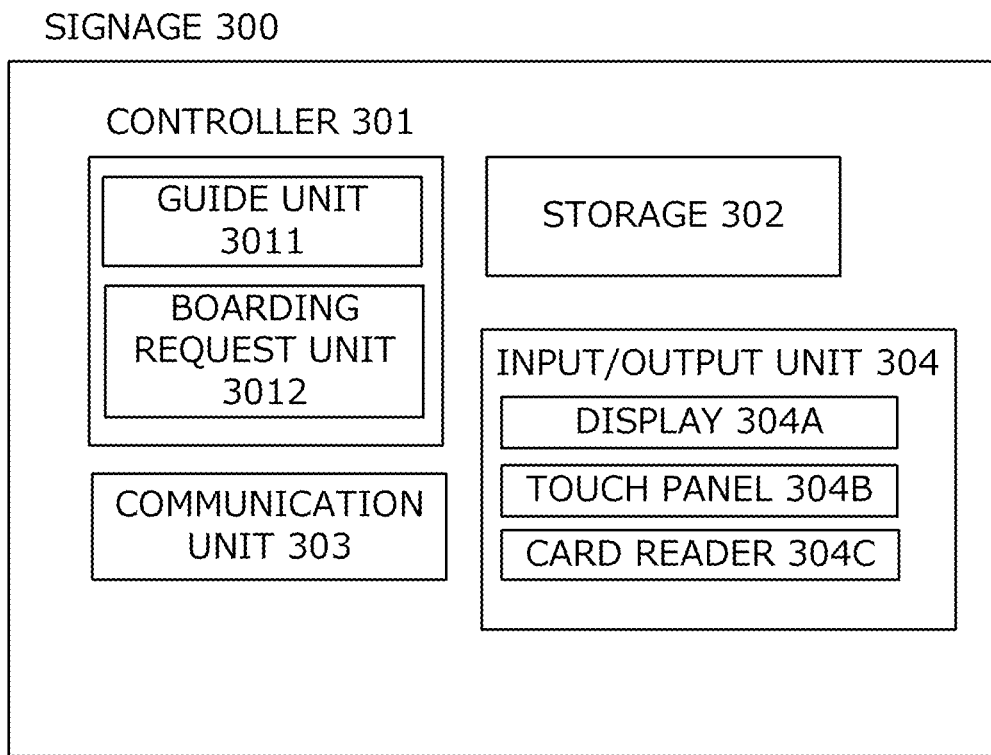 SIGNAGE 300
CONTROLLER 301
GUIDE UNIT
3011
BOARDING
REQUEST UNIT
3012
COMMUNICATION
UNIT 303
STORAGE 302
INPUT/OUTPUT UNIT 304
DISPLAY 304A
TOUCH PANEL 304B
CARD READER 304C